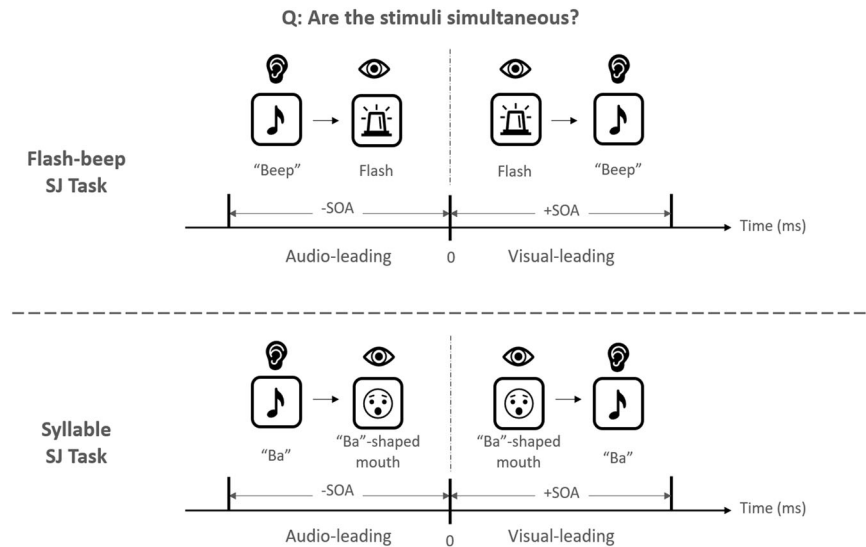 Q: Are the stimuli simultaneous?
Flash-beep
SJ Task
“Beep”
Flash
Flash
“Beep”
-SOA
+SOA
Time (ms)
Audio-leading
0
Visual-leading
Syllable
SJ Task
“Ba”
“Ba”-shaped
mouth
“Ba”-shaped
mouth
“Ba”
-SOA
+SOA
Time (ms)
Audio-leading
0
Visual-leading